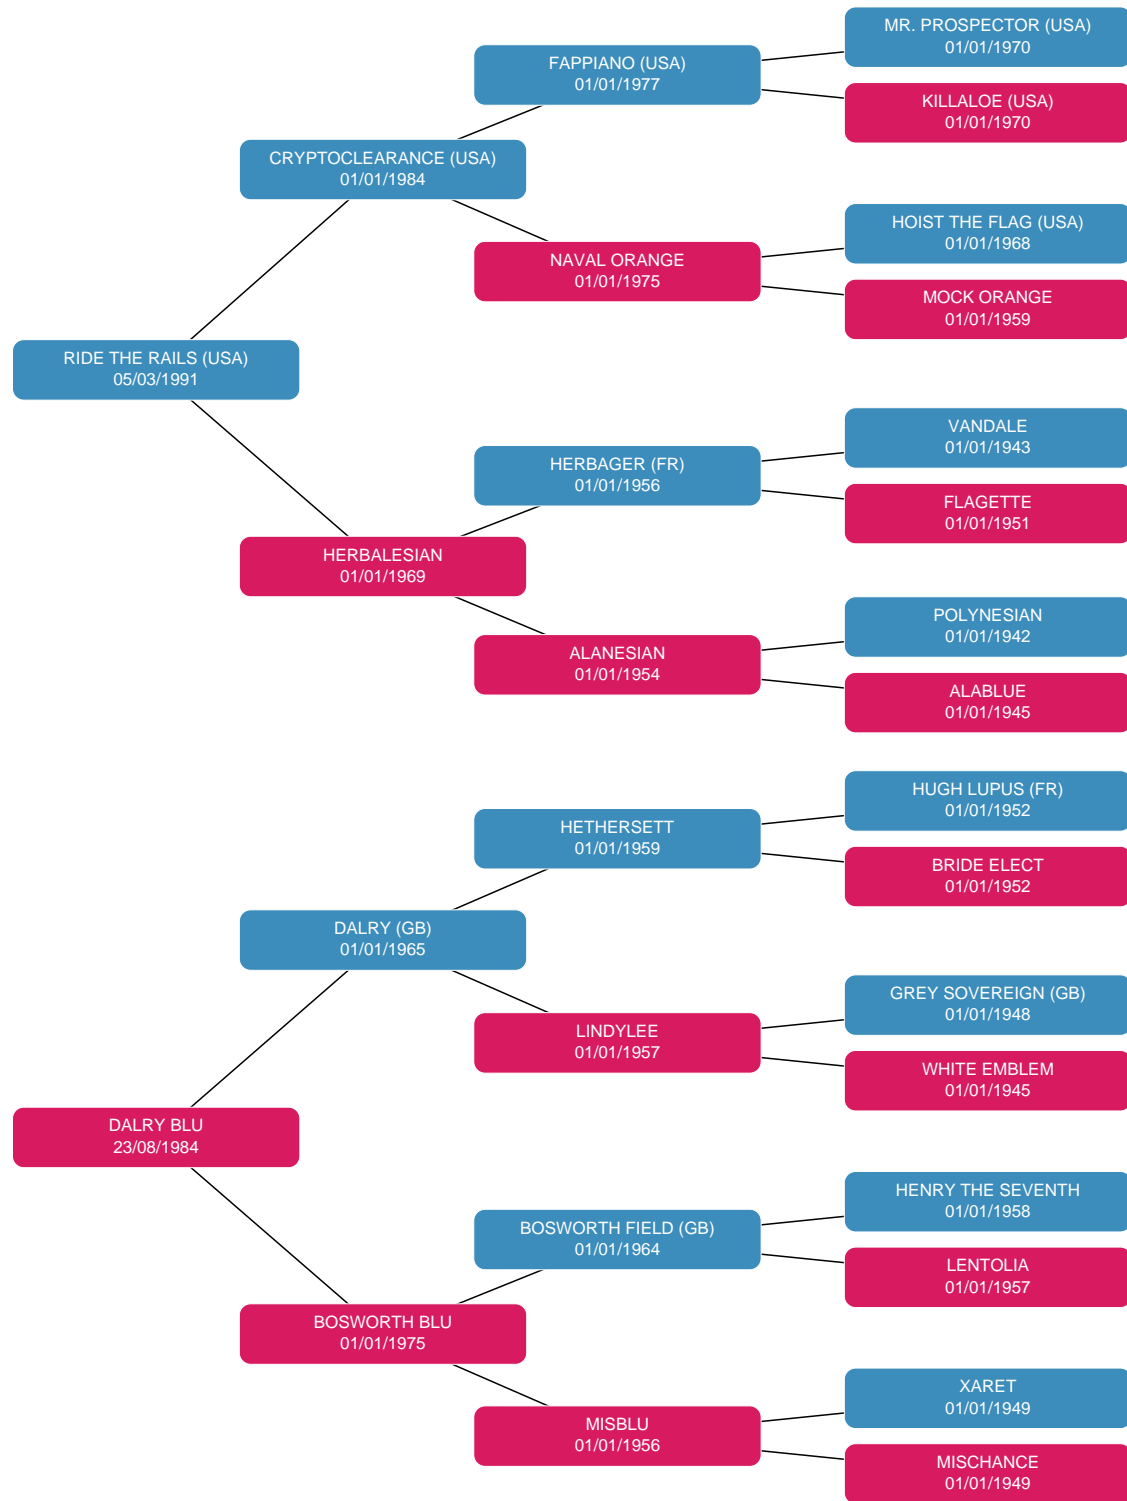 MR. PROSPECTOR (USA)
01/01/1970
FAPPIANO (USA)
01/01/1977
KILLALOE (USA)
01/01/1970
CRYPTOCLEARANCE (USA)
01/01/1984
HOIST THE FLAG (USA)
01/01/1968
NAVAL ORANGE
01/01/1975
MOCK ORANGE
01/01/1959
RIDE THE RAILS (USA)
05/03/1991
VANDALE
01/01/1943
HERBAGER (FR)
01/01/1956
FLAGETTE
01/01/1951
HERBALESIAN
01/01/1969
POLYNESIAN
01/01/1942
ALANESIAN
01/01/1954
ALABLUE
01/01/1945
HUGH LUPUS (FR)
01/01/1952
HETHERSETT
01/01/1959
BRIDE ELECT
01/01/1952
DALRY (GB)
01/01/1965
GREY SOVEREIGN (GB)
01/01/1948
LINDYLEE
01/01/1957
WHITE EMBLEM
01/01/1945
DALRY BLU
23/08/1984
HENRY THE SEVENTH
01/01/1958
BOSWORTH FIELD (GB)
01/01/1964
LENTOLIA
01/01/1957
BOSWORTH BLU
01/01/1975
XARET
01/01/1949
MISBLU
01/01/1956
MISCHANCE
01/01/1949